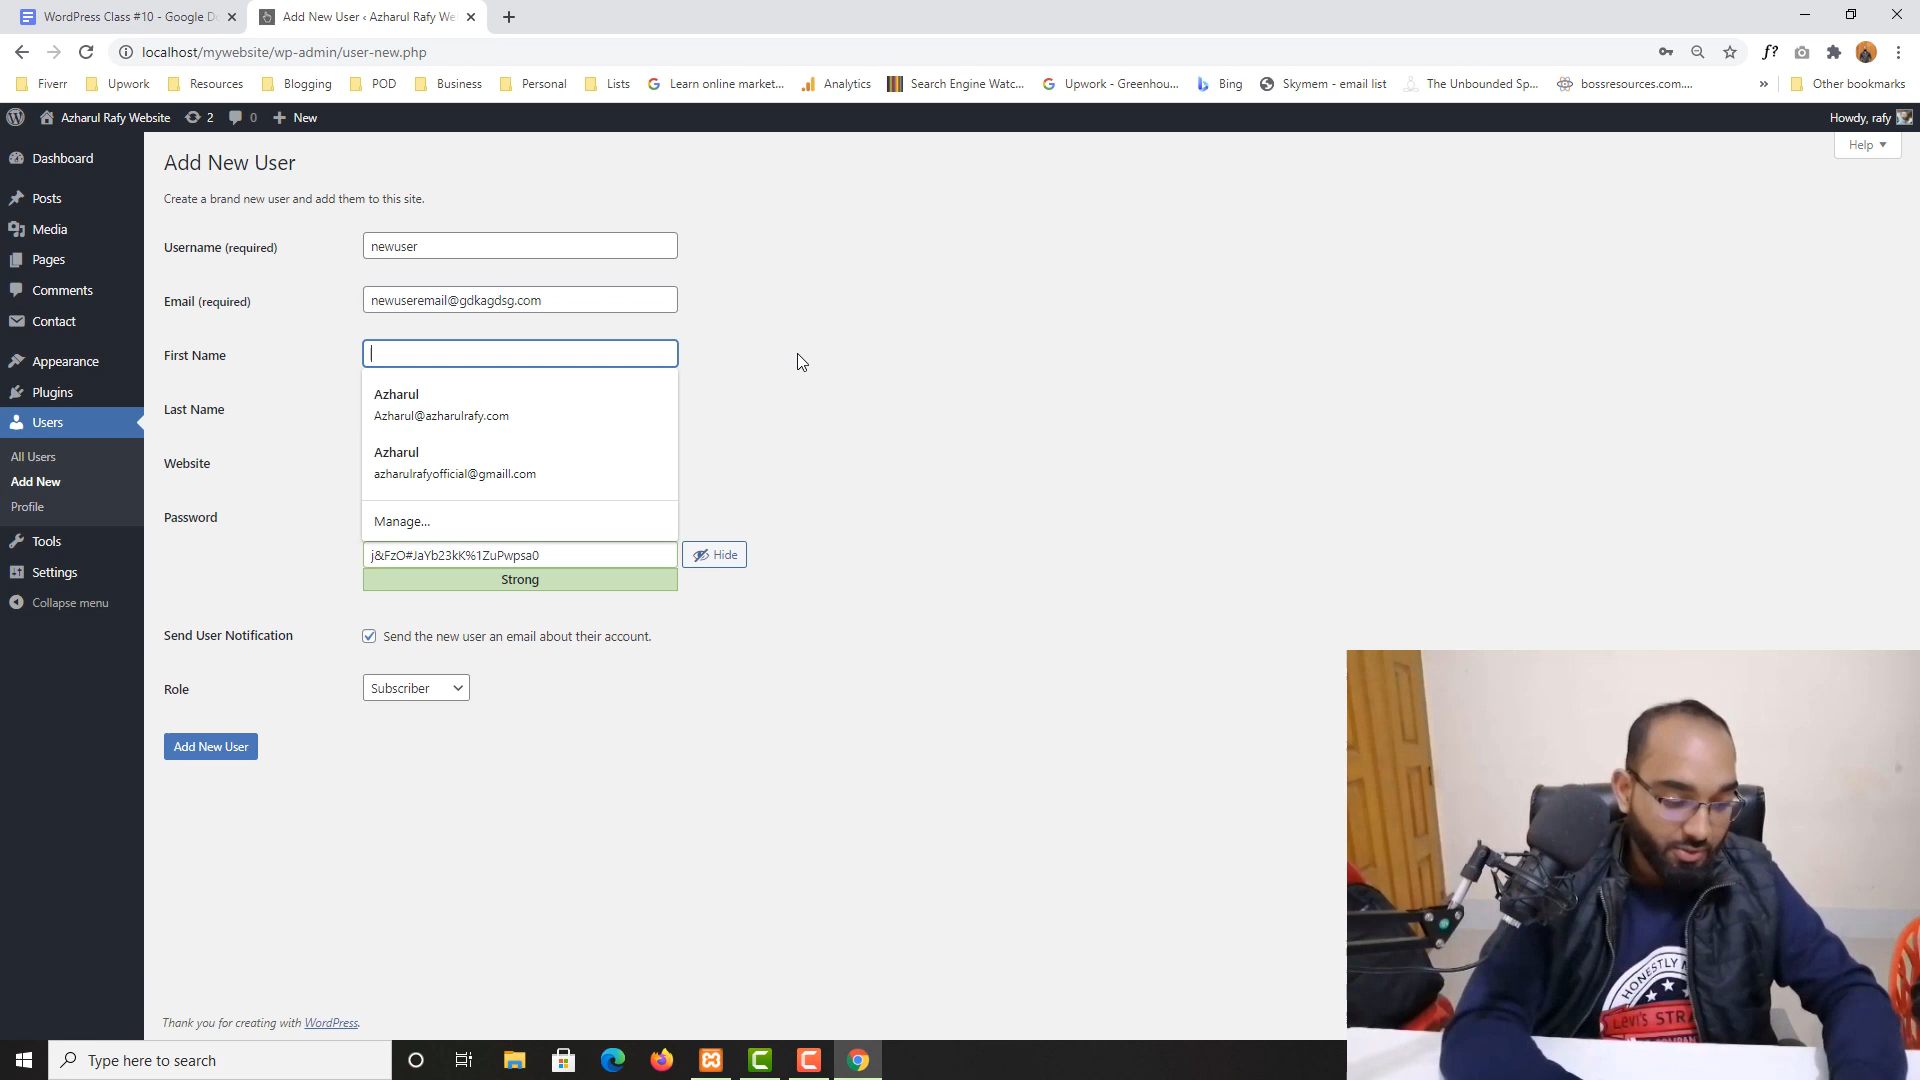 WordPress Class #10 - Google Do
Add New User ‹ Azharul Rafy We
localhost/mywebsite/wp-admin/user-new.php
f?
Fiverr
Upwork
Resources
Blogging
POD
Business
Personal
Lists
Learn online market...
Analytics
Search Engine Watc...
Upwork - Greenhou...
Bing
Skymem - email list
The Unbounded Sp...
bossresources.com....
»
Other bookmarks
Azharul Rafy Website
2
0
New
Howdy, rafy
Help
Dashboard
Posts
Media
Pages
Comments
Contact
Appearance
Plugins
Users
All Users
Add New
Profile
Tools
Settings
Collapse menu
Add New User
Create a brand new user and add them to this site.
Username (required)
newuser
Email (required)
newuseremail@gdkagdsg.com
First Name
Azharul
Azharul@azharulrafy.com
Last Name
Azharul
azharulrafyofficial@gmaill.com
Website
Manage...
Password
j&FzO#JaYb23kK%1ZuPwpsa0
Hide
Strong
Send User Notification
Send the new user an email about their account.
Role
Subscriber
Add New User
Thank you for creating with WordPress.
Type here to search
HONESTLY
LEVI'S STRA